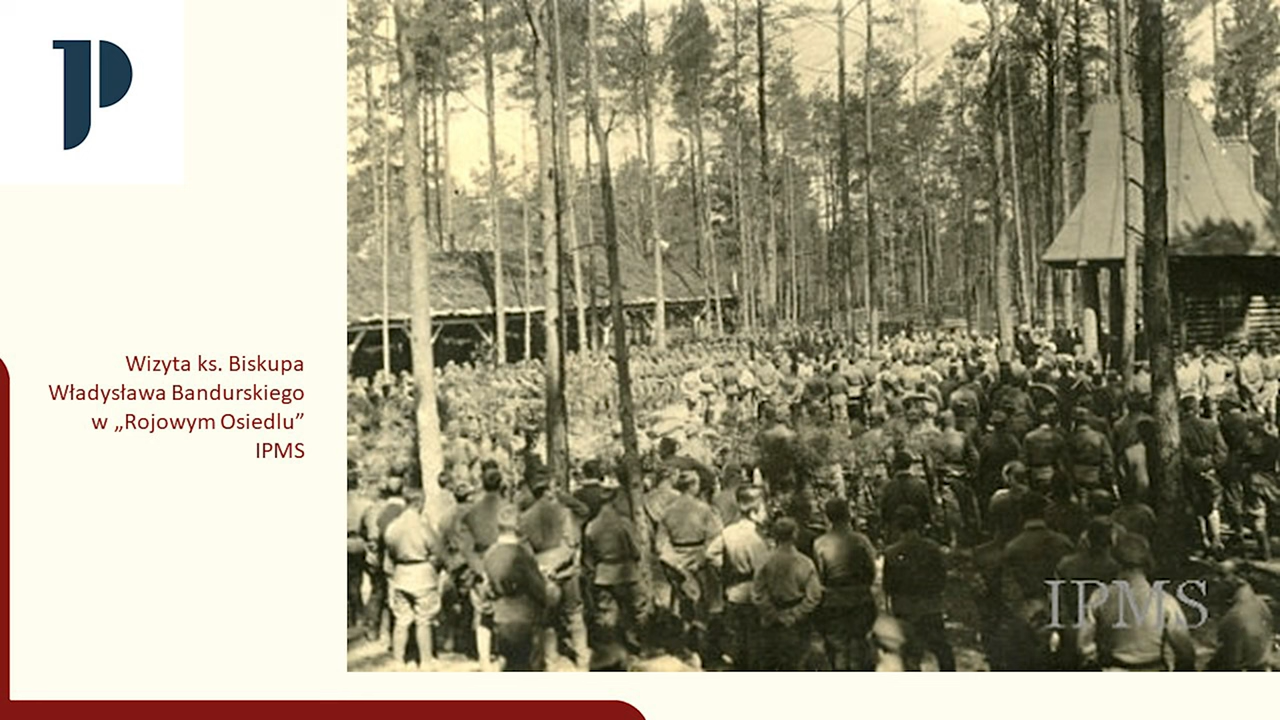 Wizyta ks. Biskupa
Władysława Bandurskiego
w „Rojowym Osiedlu”
IPMS
IPMS